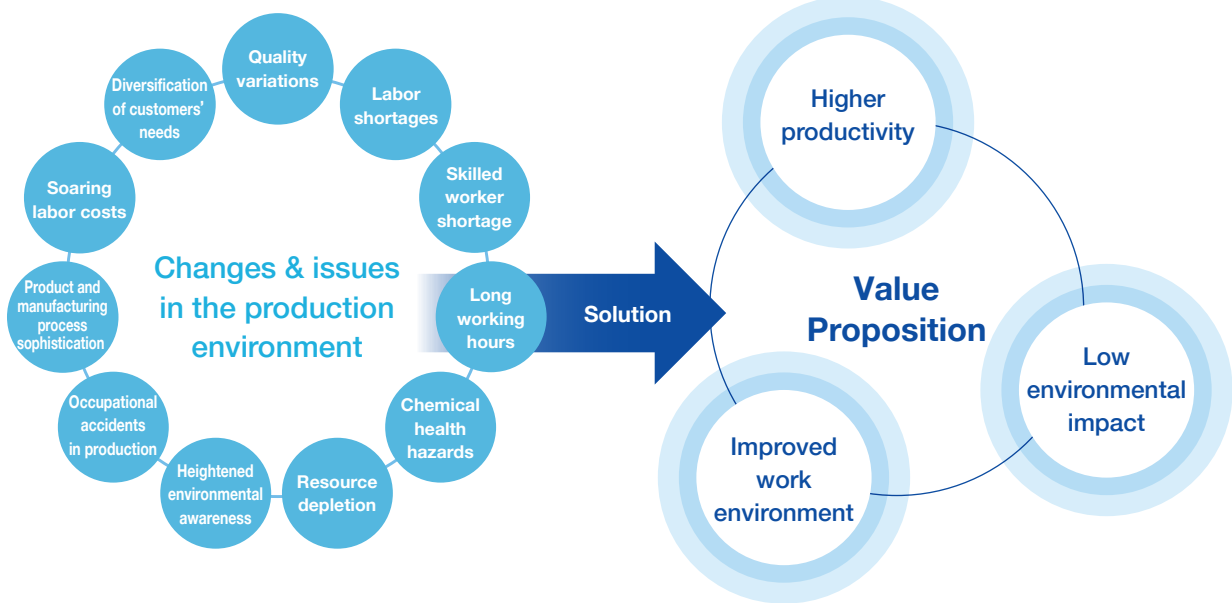 Quality
variations
Labor
shortages
Skilled
worker
shortage
Long
working
hours
Chemical
health
hazards
Resource
depletion
Heightened
environmental
awareness
Occupational
accidents
in production
Product and
manufacturing
process
sophistication
Soaring
labor costs
Diversification
of customers'
needs
Changes & issues
in the production
environment
Solution
Value
Proposition
Higher
productivity
Low
environmental
impact
Improved
work
environment